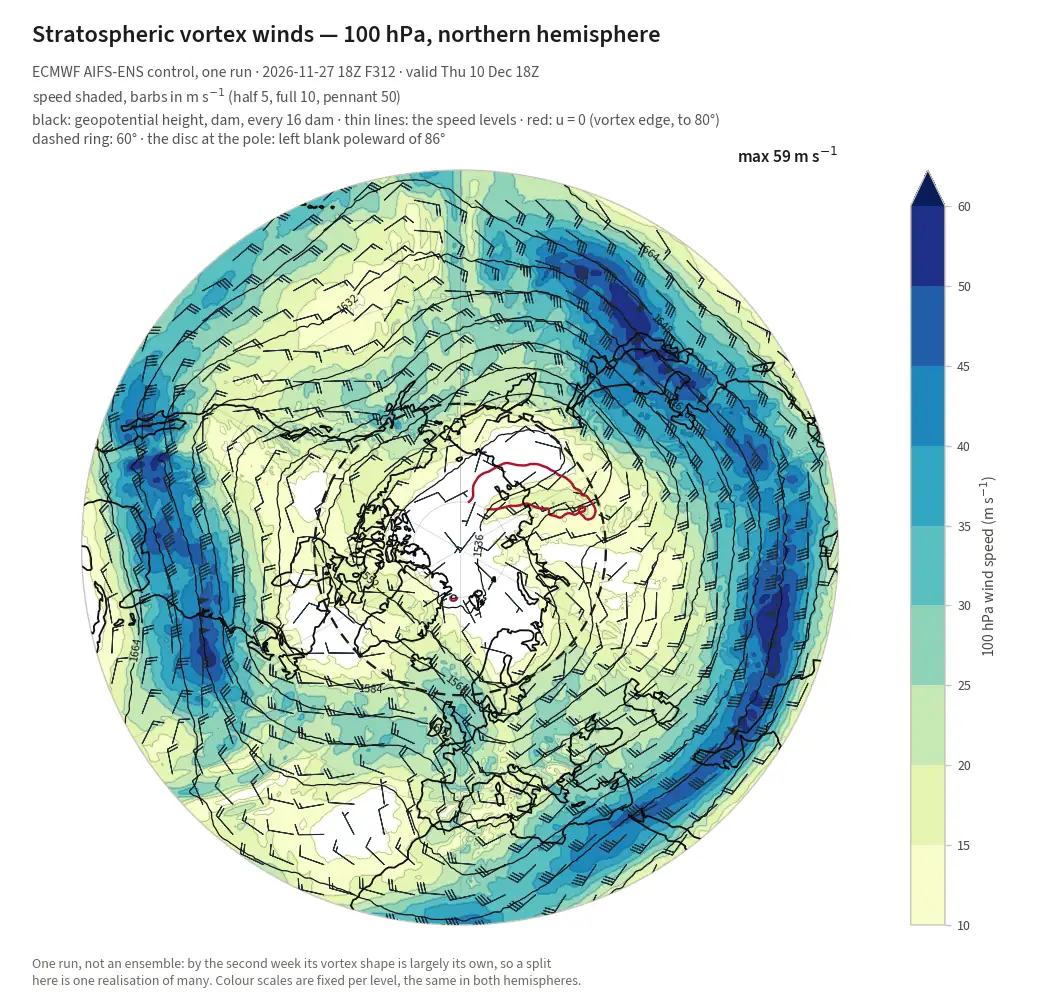 Stratospheric vortex winds — 100 hPa, northern hemisphere
ECMWF AIFS-ENS control, one run · 2026-11-27 18Z F312 · valid Thu 10 Dec 18Z
speed shaded, barbs in m s⁻¹ (half 5, full 10, pennant 50)
black: geopotential height, dam, every 16 dam · thin lines: the speed levels · red: u = 0 (vortex edge, to 80°)
dashed ring: 60° · the disc at the pole: left blank poleward of 86°
max 59 m s⁻¹
1664
1632
1648
1536
1664
1584
60
50
45
40
35
30
25
20
15
10
100 hPa wind speed (m s⁻¹)
One run, not an ensemble: by the second week its vortex shape is largely its own, so a split
here is one realisation of many. Colour scales are fixed per level, the same in both hemispheres.